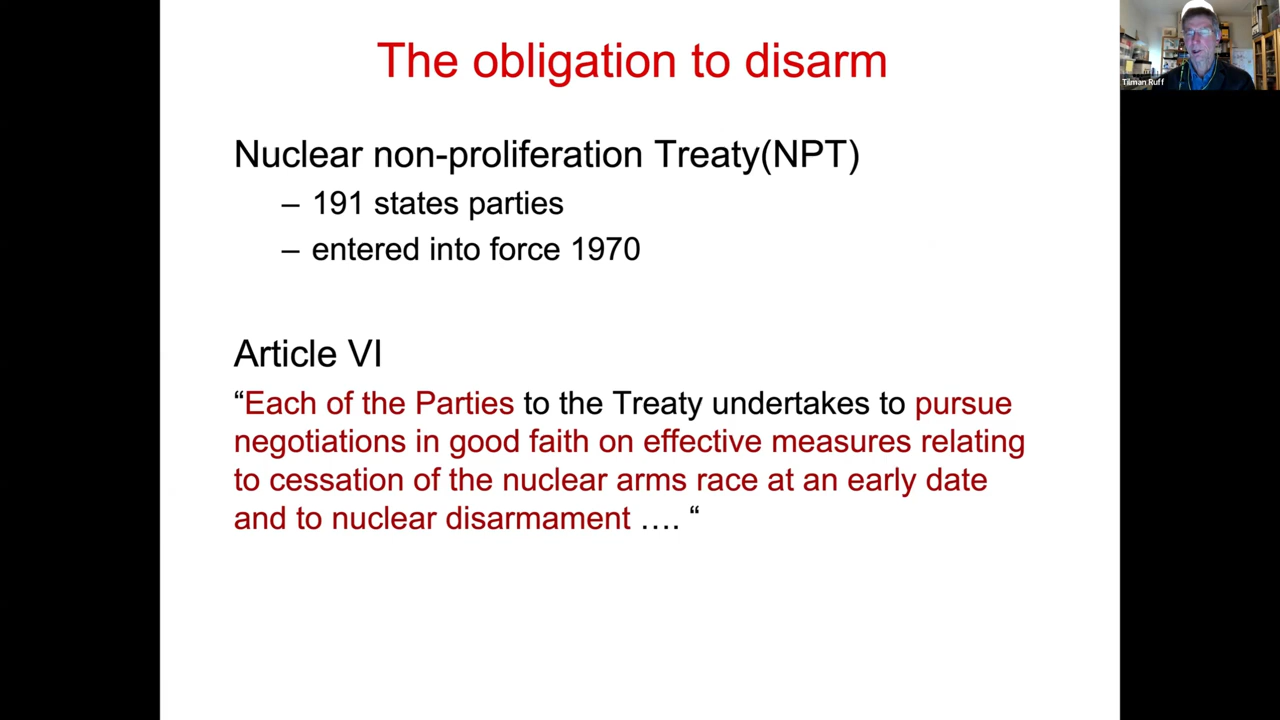 The obligation to disarm
Tilman Ruff
Nuclear non-proliferation Treaty(NPT)
– 191 states parties
– entered into force 1970
Article VI
“Each of the Parties to the Treaty undertakes to pursue
negotiations in good faith on effective measures relating
to cessation of the nuclear arms race at an early date
and to nuclear disarmament …. “